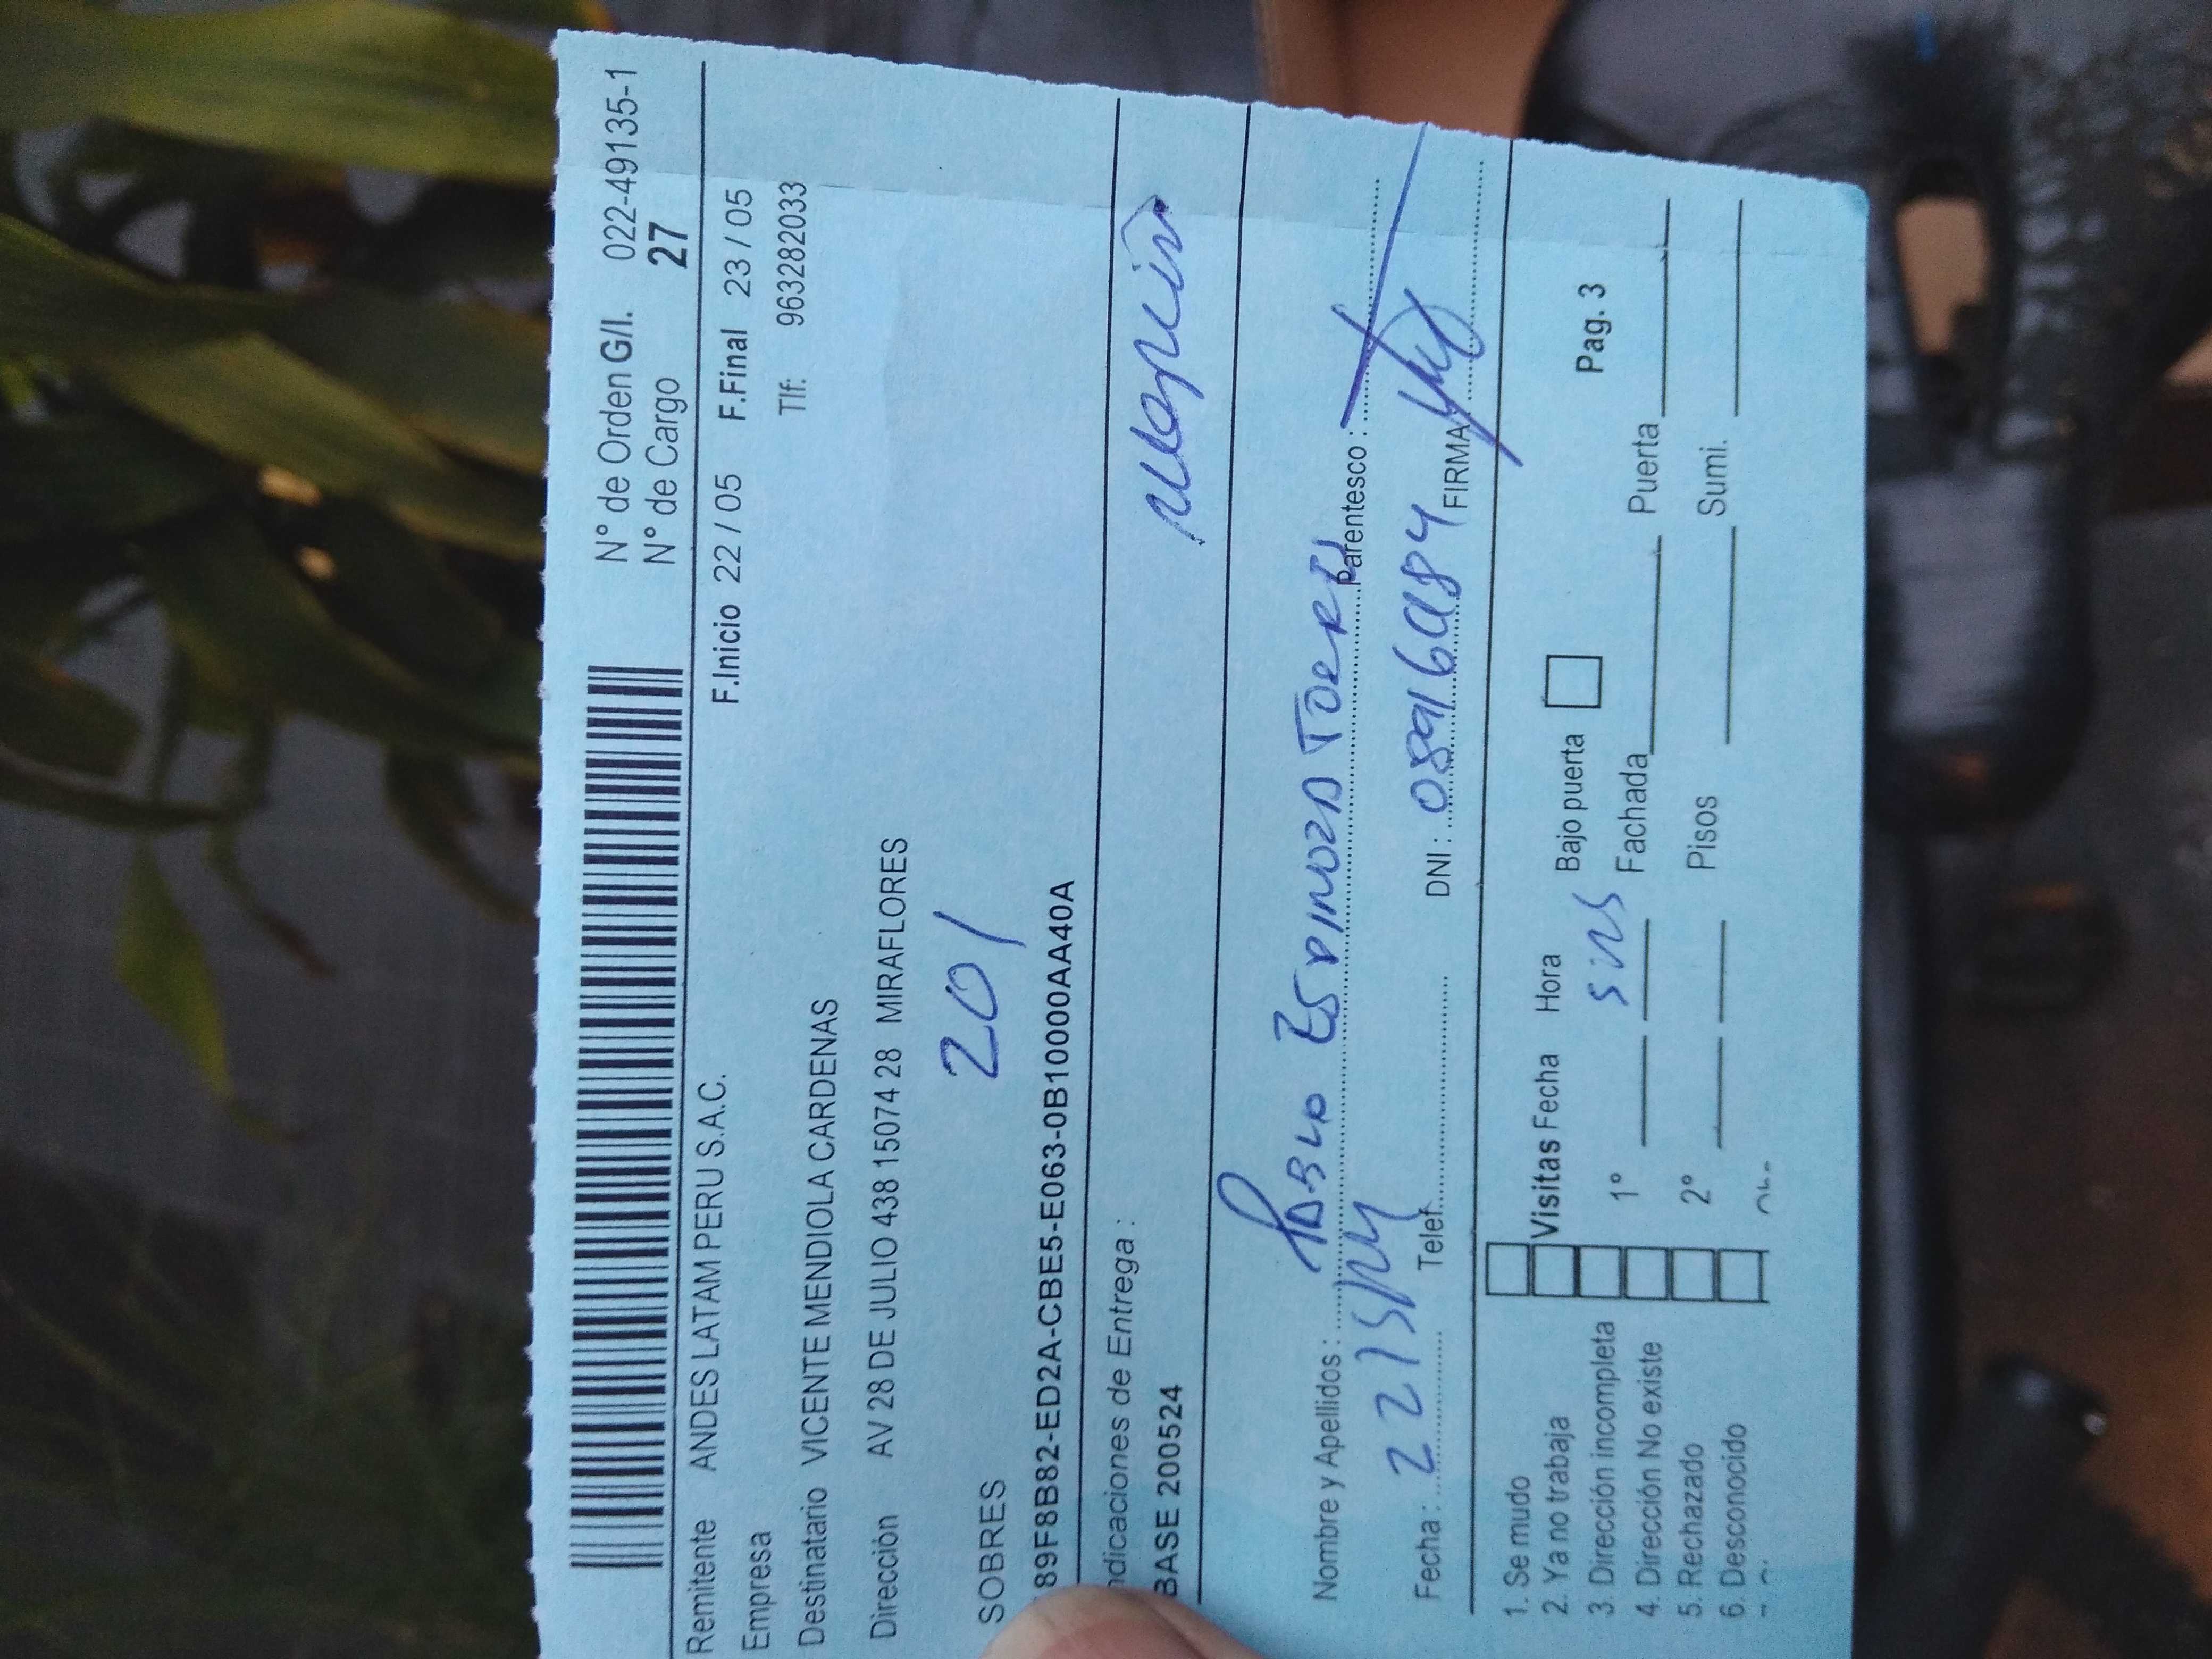 N° de Orden G/I. 022-49135-1
N° de Cargo 27
Remitente ANDES LATAM PERU S.A.C.
F.Inicio 22 / 05 F.Final 23 / 05
Empresa
Tlf: 963282033
Destinatario VICENTE MENDIOLA CARDENAS
Dirección AV 28 DE JULIO 438 15074 28 MIRAFLORES
201
SOBRES
89F8B82-ED2A-CBE5-E063-0B10000AA40A
ndicaciones de Entrega :
BASE 200524
Nombre y Apellidos : Pablo Espinoza Torres Parentesco :
Fecha : 22/5/24 Telef. DNI : FIRMA
1. Se mudo
2. Ya no trabaja Visitas Fecha Hora Bajo puerta Pag. 3
3. Dirección incompleta 1° Fachada Puerta
4. Dirección No existe
5. Rechazado 2° Pisos Sumi.
6. Desconocido